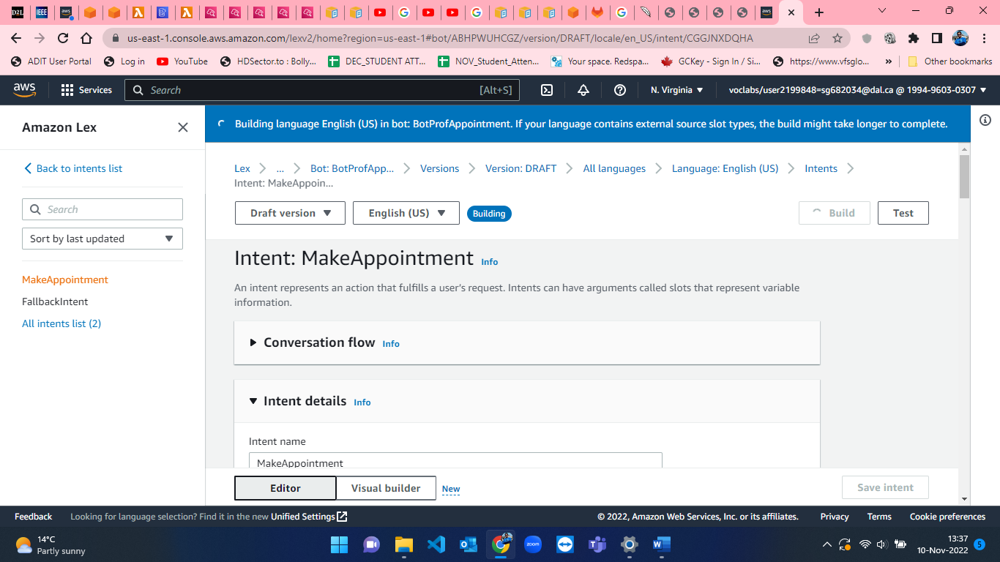 D2L
IEEE
aws
aws
us-east-1.console.aws.amazon.com/lexv2/home?region=us-east-1#bot/ABHPWUHCGZ/version/DRAFT/locale/en_US/intent/CGGJNXDQHA
ADIT User Portal
Log in
YouTube
HDSector.to : Bolly...
DEC_STUDENT ATT...
NOV_Student_Atten...
Your space. Redspa...
GCKey - Sign In / Si...
https://www.vfsglo...
»
Other bookmarks
aws
Services
Search
[Alt+S]
N. Virginia
voclabs/user2199848=sg682034@dal.ca @ 1994-9603-0307
Amazon Lex
Building language English (US) in bot: BotProfAppointment. If your language contains external source slot types, the build might take longer to complete.
Back to intents list
Lex
...
Bot: BotProfApp...
Versions
Version: DRAFT
All languages
Language: English (US)
Intents
Intent: MakeAppoin...
Search
Sort by last updated
Draft version
English (US)
Building
Build
Test
MakeAppointment
FallbackIntent
All intents list (2)
Intent: MakeAppointment Info
An intent represents an action that fulfills a user's request. Intents can have arguments called slots that represent variable
information.
Conversation flow Info
Intent details Info
Intent name
MakeAppointment
Editor
Visual builder
New
Save intent
Feedback
Looking for language selection? Find it in the new Unified Settings
© 2022, Amazon Web Services, Inc. or its affiliates.
Privacy
Terms
Cookie preferences
14°C
Partly sunny
zoom
13:37
10-Nov-2022
5